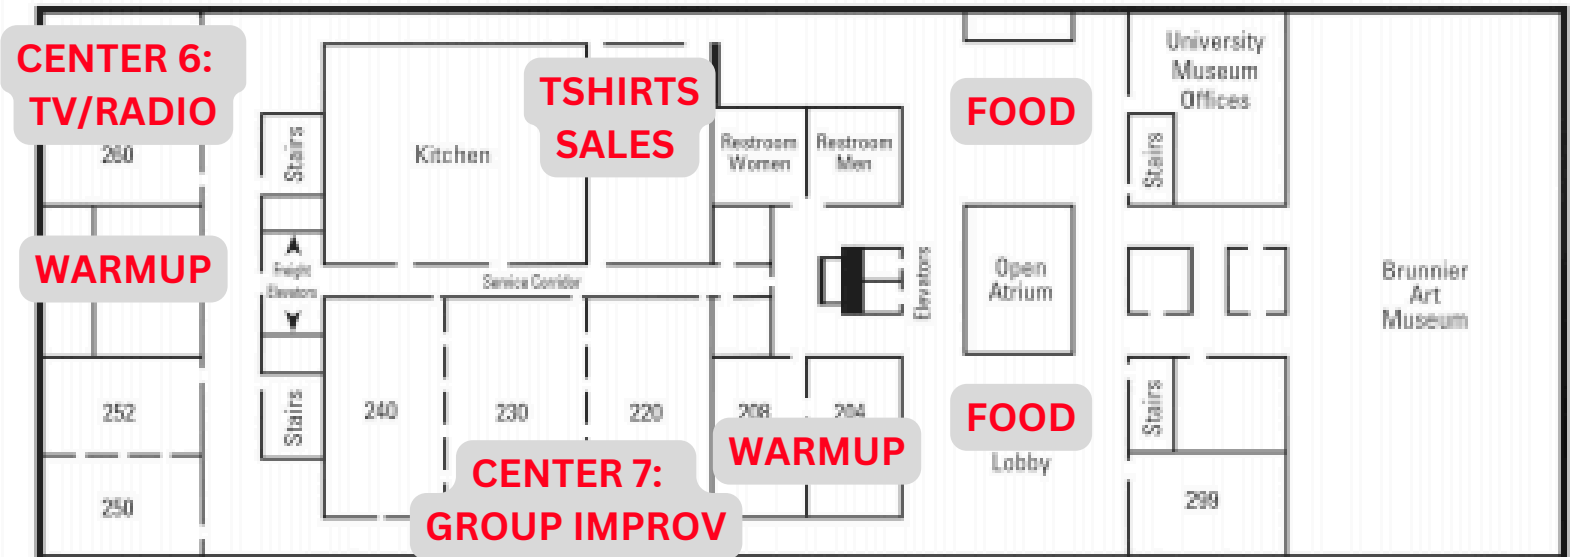 CENTER 6:
TV/RADIO
260
WARMUP
252
250
Stairs
Freight
Elevators
Stairs
Kitchen
TSHIRTS
SALES
Restroom
Women
Restroom
Men
Service Corridor
240
230
220
208
204
CENTER 7:
GROUP IMPROV
WARMUP
Elevators
FOOD
Open
Atrium
FOOD
Lobby
University
Museum
Offices
Stairs
Stairs
299
Brunnier
Art
Museum